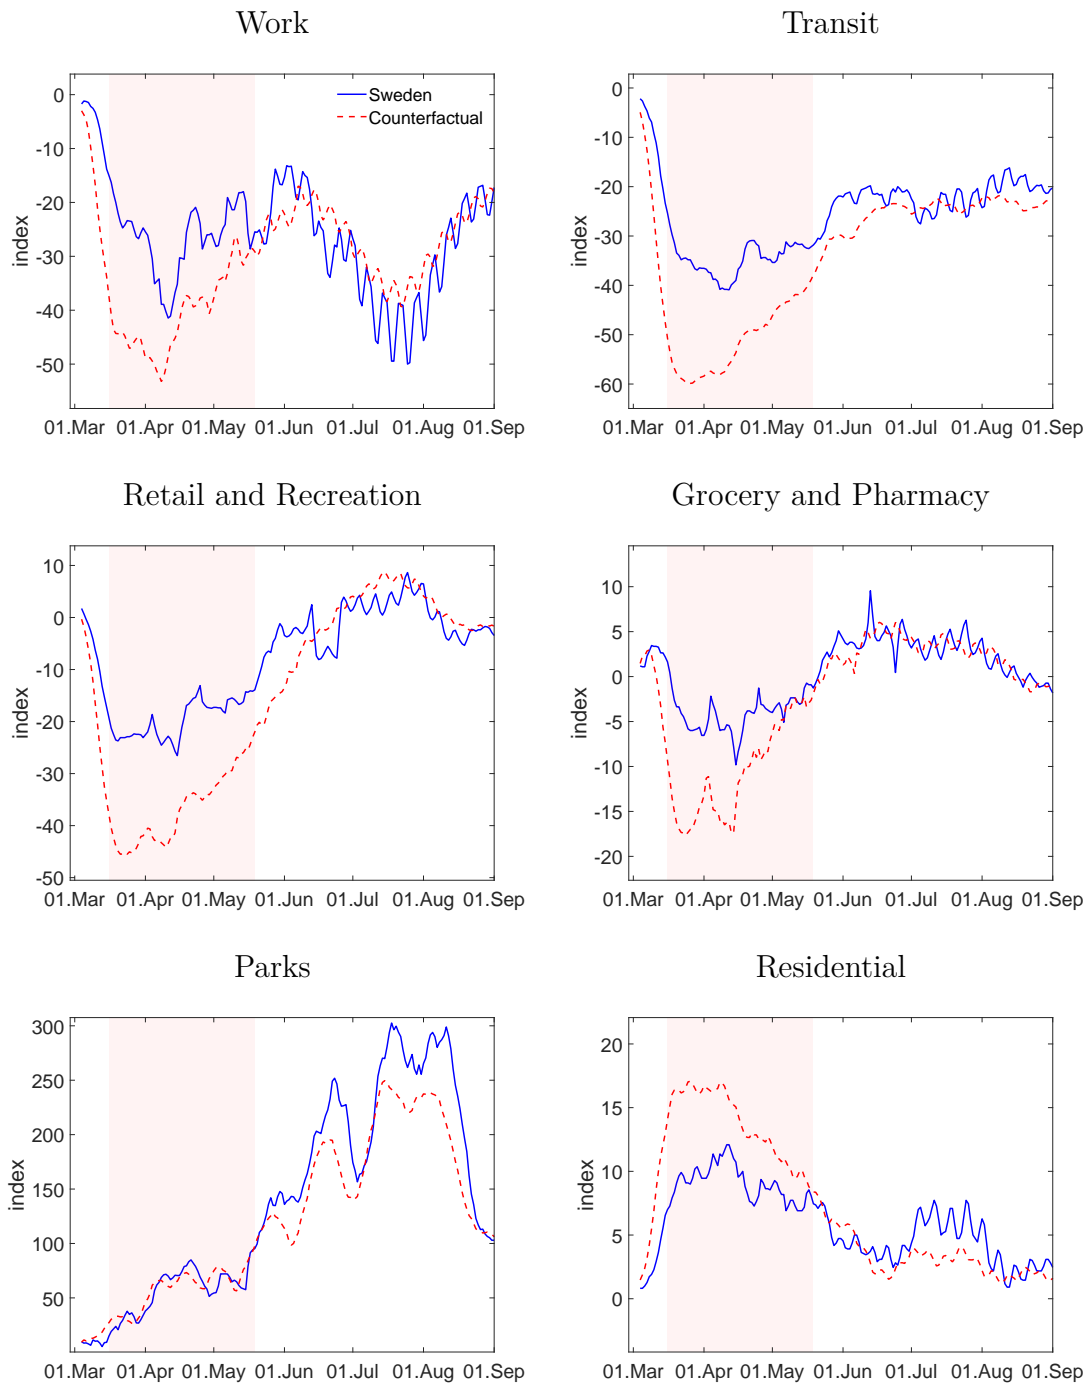 Work
Transit
0
-10
-20
-30
-40
-50
index
Sweden
Counterfactual
01.Mar 01.Apr 01.May 01.Jun 01.Jul 01.Aug 01.Sep
0
-10
-20
-30
-40
-50
-60
index
01.Mar 01.Apr 01.May 01.Jun 01.Jul 01.Aug 01.Sep
Retail and Recreation
Grocery and Pharmacy
10
0
-10
-20
-30
-40
-50
index
01.Mar 01.Apr 01.May 01.Jun 01.Jul 01.Aug 01.Sep
10
5
0
-5
-10
-15
-20
index
01.Mar 01.Apr 01.May 01.Jun 01.Jul 01.Aug 01.Sep
Parks
Residential
300
250
200
150
100
50
index
01.Mar 01.Apr 01.May 01.Jun 01.Jul 01.Aug 01.Sep
20
15
10
5
0
index
01.Mar 01.Apr 01.May 01.Jun 01.Jul 01.Aug 01.Sep